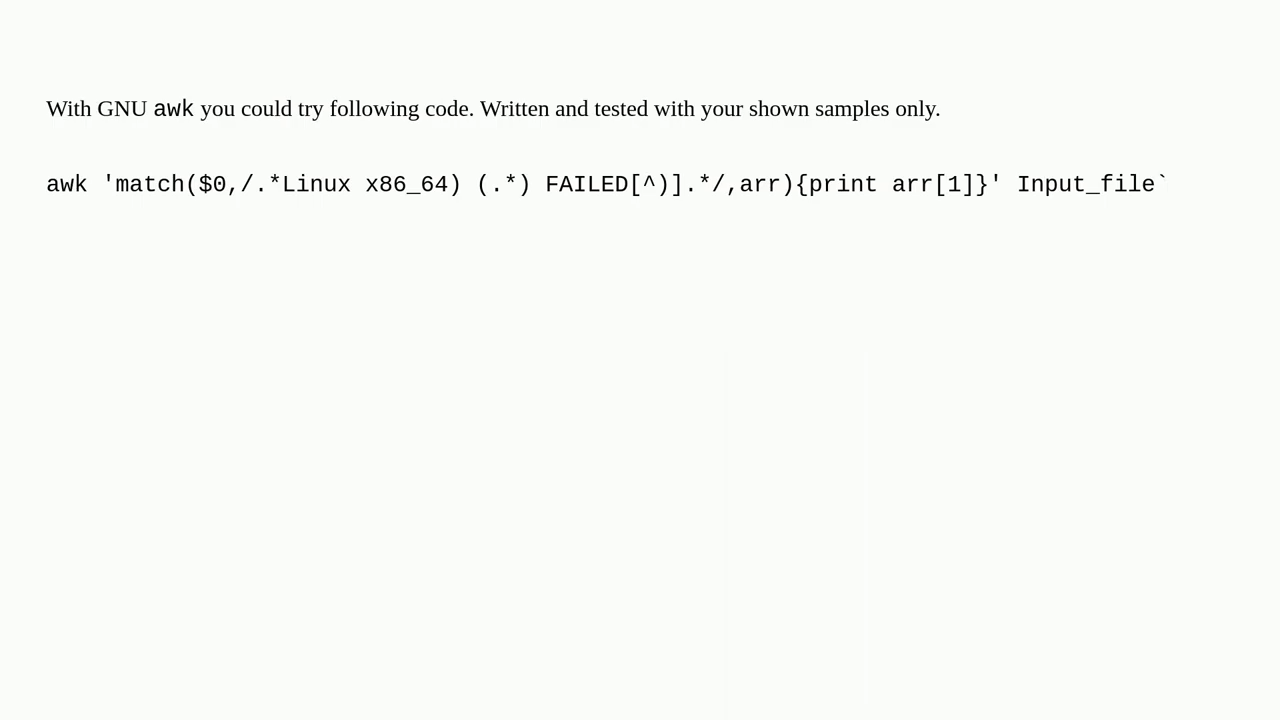 With GNU awk you could try following code. Written and tested with your shown samples only.
awk 'match($0,/.*Linux x86_64) (.*) FAILED[^)].*/,arr){print arr[1]}' Input_file`